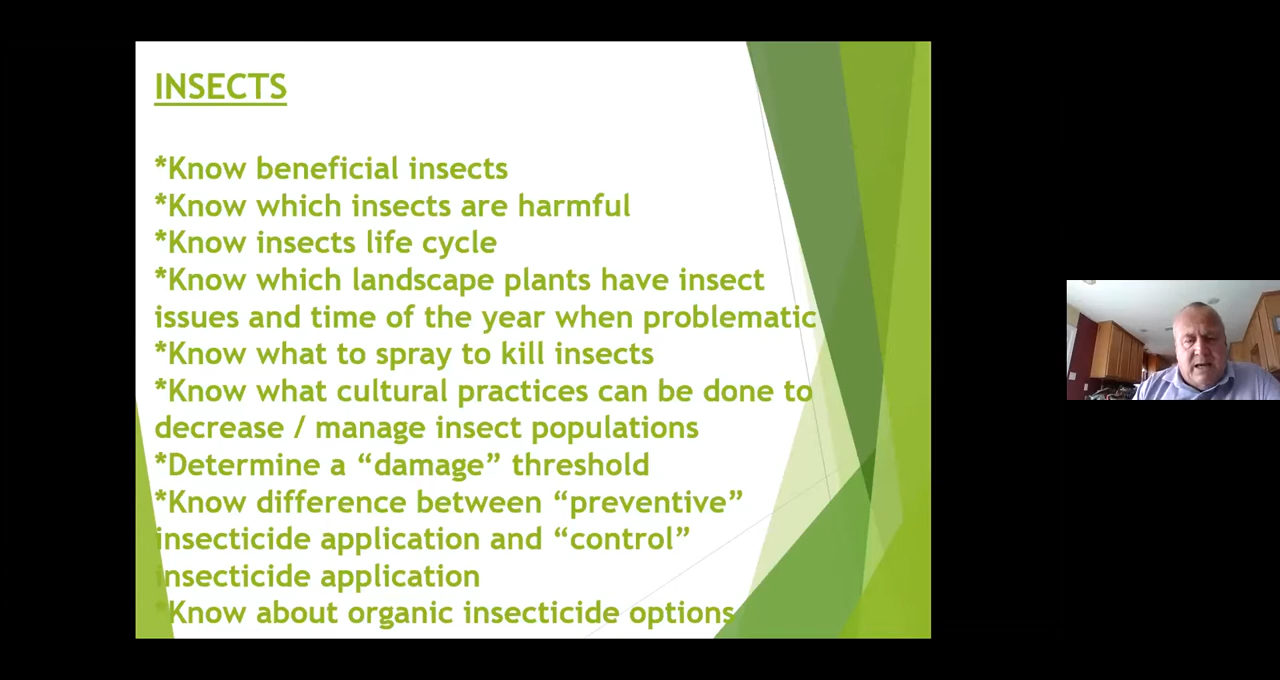 INSECTS
*Know beneficial insects
*Know which insects are harmful
*Know insects life cycle
*Know which landscape plants have insect
issues and time of the year when problematic
*Know what to spray to kill insects
*Know what cultural practices can be done to
decrease / manage insect populations
*Determine a “damage” threshold
*Know difference between “preventive”
insecticide application and “control”
insecticide application
*Know about organic insecticide options